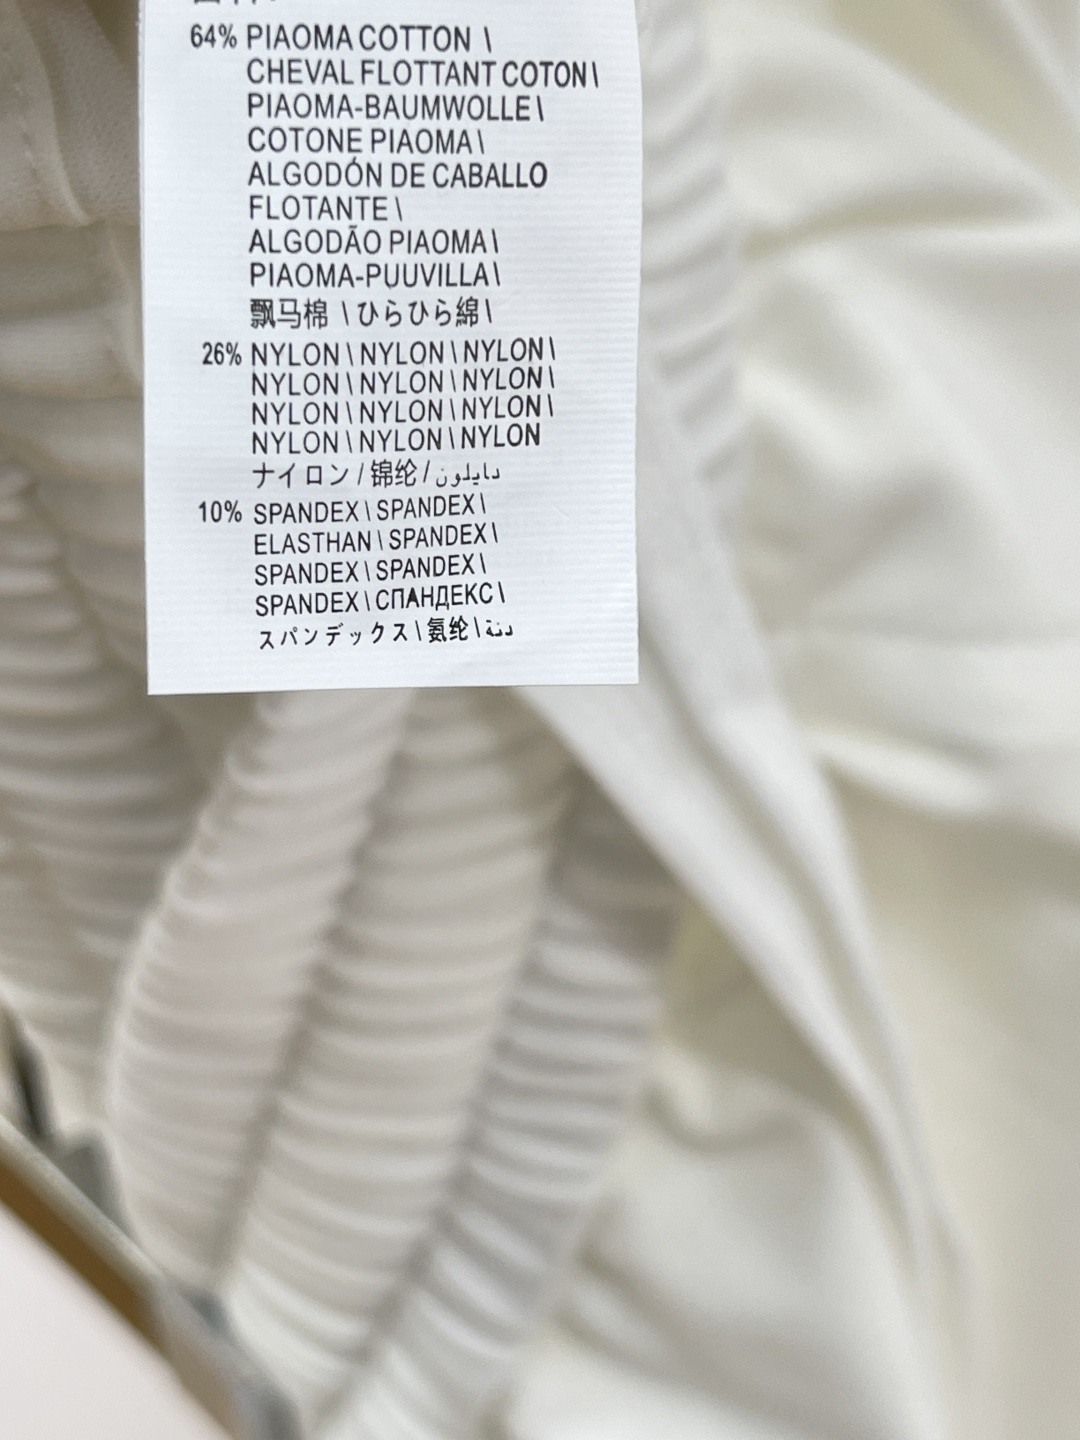 64% PIAOMA COTTON \
CHEVAL FLOTTANT COTON \
PIAOMA-BAUMWOLLE \
COTONE PIAOMA \
ALGODÓN DE CABALLO
FLOTANTE \
ALGODÃO PIAOMA \
PIAOMA-PUUVILLA \
飘马棉 \ ひらひら綿 \
26% NYLON \ NYLON \ NYLON \
NYLON \ NYLON \ NYLON \
NYLON \ NYLON \ NYLON \
NYLON \ NYLON \ NYLON
ナイロン / 锦纶 / دايلون
10% SPANDEX \ SPANDEX \
ELASTHAN \ SPANDEX \
SPANDEX \ SPANDEX \
SPANDEX \ СПАНДЕКС \
スパンデックス \ 氨纶 \